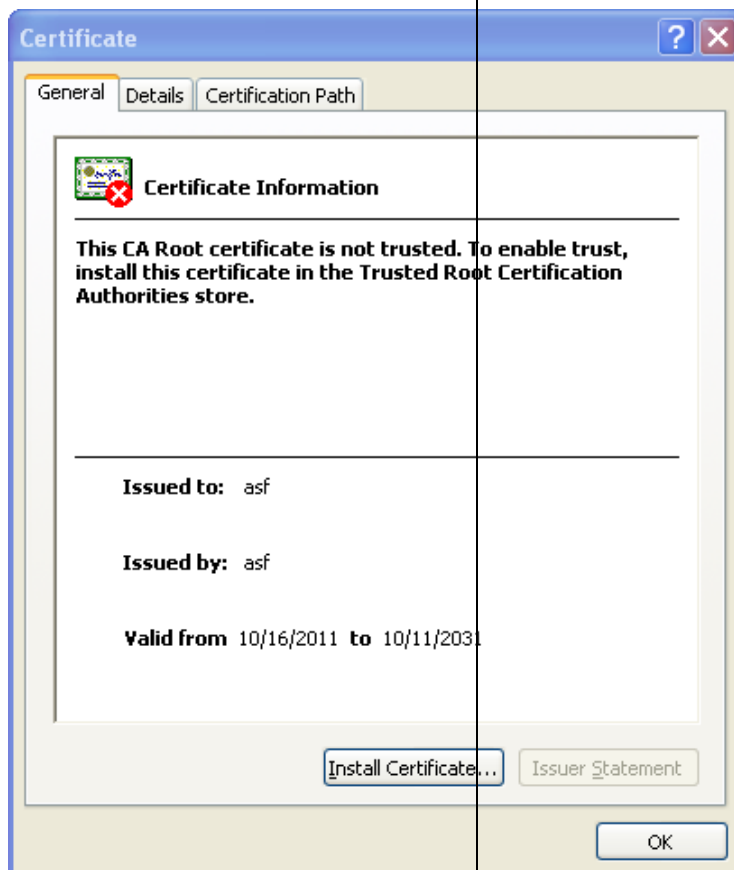 Certificate
General Details Certification Path
Certificate Information
This CA Root certificate is not trusted. To enable trust,
install this certificate in the Trusted Root Certification
Authorities store.
Issued to: asf
Issued by: asf
Valid from 10/16/2011 to 10/11/2031
Install Certificate... Issuer Statement
OK